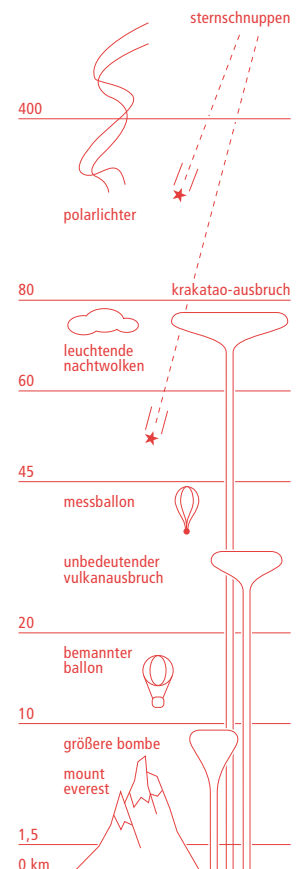 sternschnuppen
400
polarlichter
80
krakatao-ausbruch
leuchtende
nachtwolken
60
45
messballon
unbedeutender
vulkanausbruch
20
bemannter
ballon
10
größere bombe
mount
everest
1,5
0 km